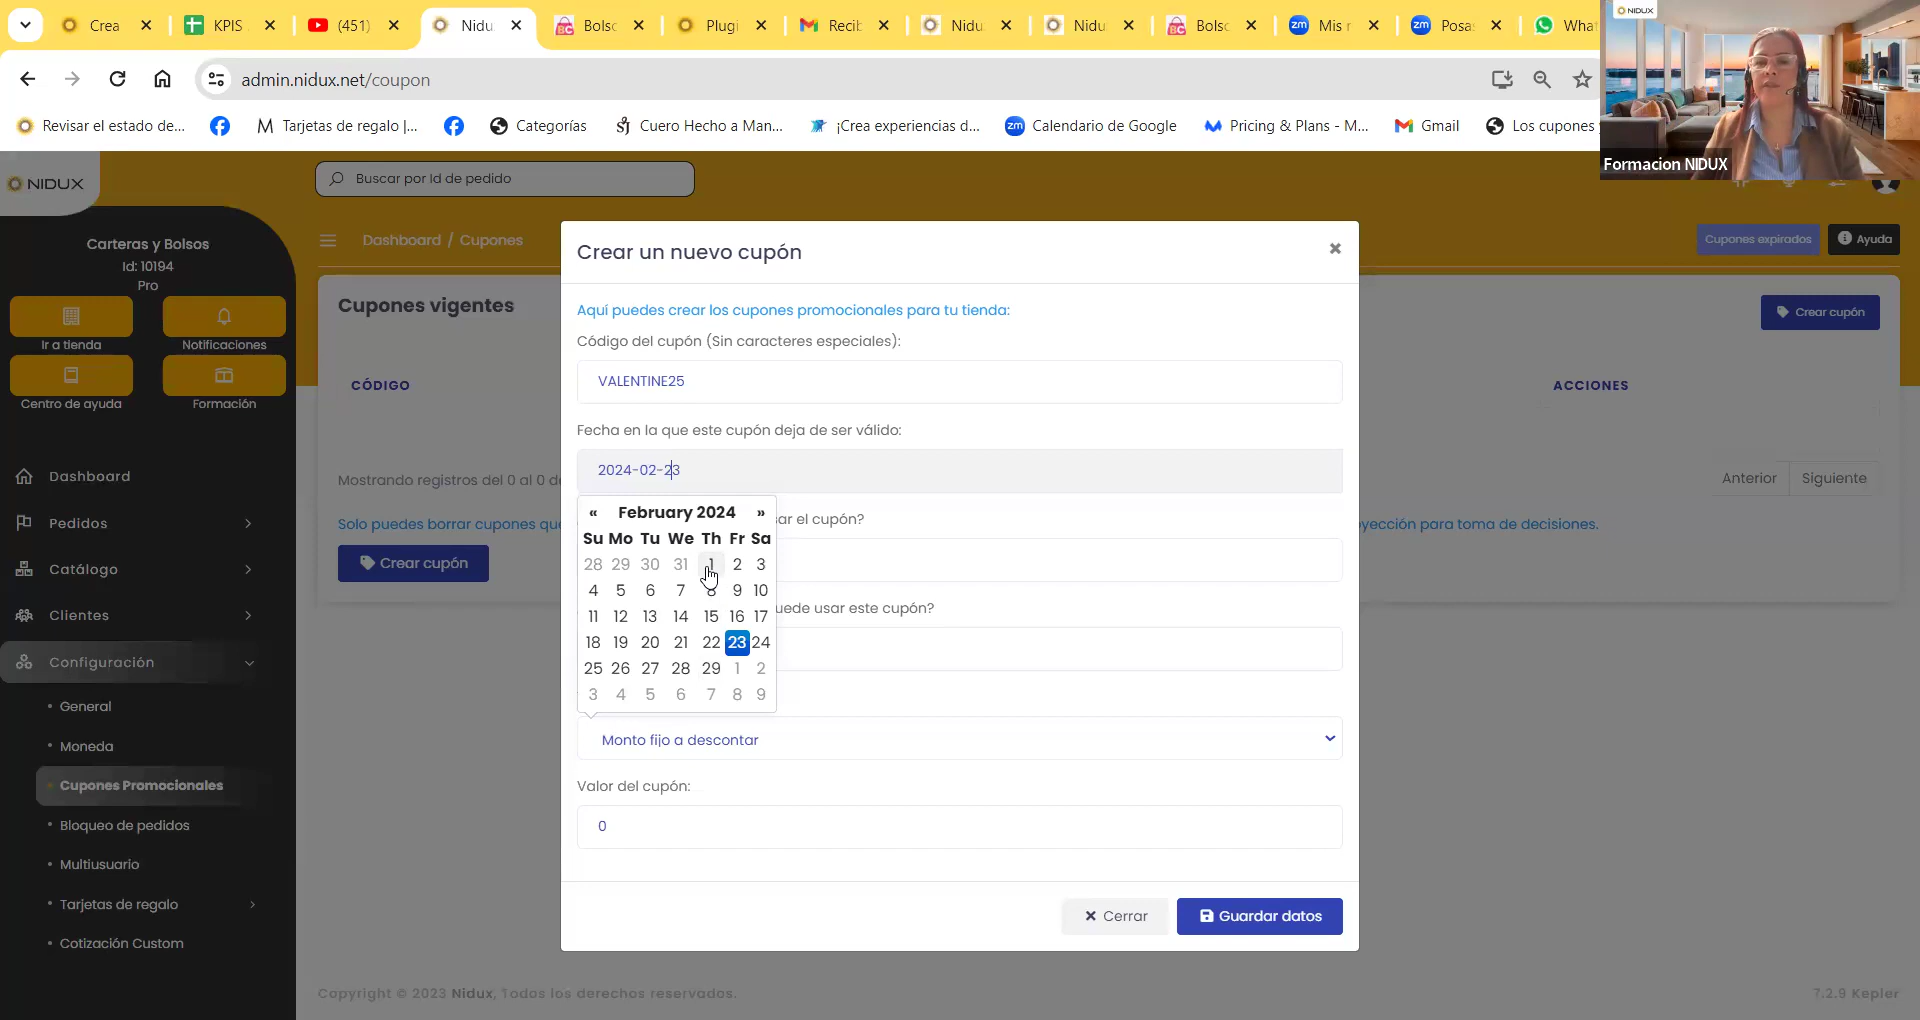 Crea
KPIS
(451)
Nidu
Bolsc
Plugi
Recib
Nidu
Nidu
Bolsc
zm
Mis r
zm
Posa
What
admin.nidux.net/coupon
Revisar el estado de...
Tarjetas de regalo |...
Categorías
Cuero Hecho a Man...
¡Crea experiencias d...
zm
Calendario de Google
Pricing & Plans - M...
Gmail
Los cupones
NIDUX
Formacion NIDUX
NIDUX
Buscar por Id de pedido
Carteras y Bolsos
Id: 10194
Pro
Ir a tienda
Notificaciones
Centro de ayuda
Formación
Dashboard
Pedidos
Catálogo
Clientes
Configuración
General
Moneda
Cupones Promocionales
Bloqueo de pedidos
Multiusuario
Tarjetas de regalo
Cotización Custom
Dashboard / Cupones
Cupones expirados
Ayuda
Cupones vigentes
Crear cupón
CÓDIGO
ACCIONES
Mostrando registros del 0 al 0 de
Anterior
Siguiente
Solo puedes borrar cupones que
yección para toma de decisiones.
Crear cupón
Crear un nuevo cupón
Aquí puedes crear los cupones promocionales para tu tienda:
Código del cupón (Sin caracteres especiales):
VALENTINE25
Fecha en la que este cupón deja de ser válido:
2024-02-23
« February 2024 »
Su Mo Tu We Th Fr Sa
28 29 30 31 1 2 3
4 5 6 7 8 9 10
11 12 13 14 15 16 17
18 19 20 21 22 23 24
25 26 27 28 29 1 2
3 4 5 6 7 8 9
ar el cupón?
uede usar este cupón?
Monto fijo a descontar
Valor del cupón:
0
Cerrar
Guardar datos
Copyright © 2023 Nidux, Todos los derechos reservados.
7.2.9 Kepler